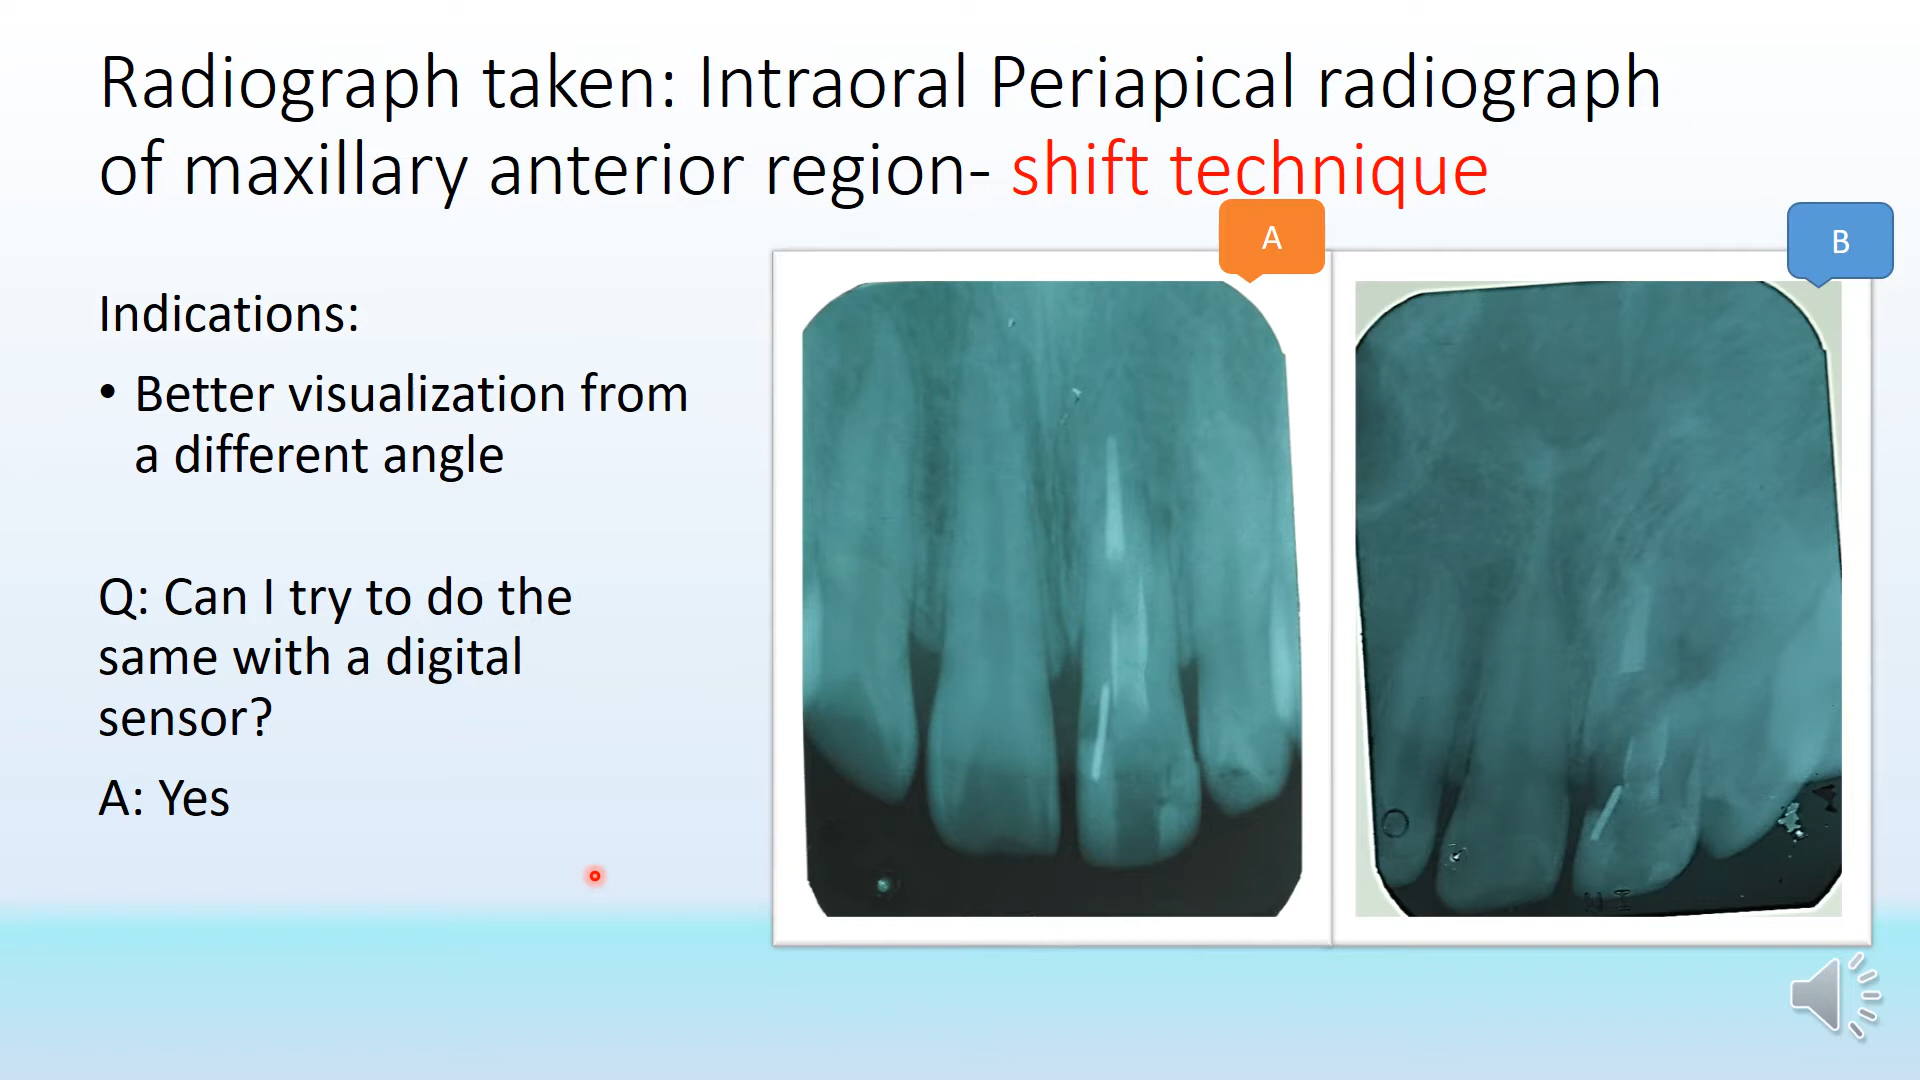 Radiograph taken: Intraoral Periapical radiograph
of maxillary anterior region- shift technique
A
B
Indications:
• Better visualization from
a different angle
Q: Can I try to do the
same with a digital
sensor?
A: Yes